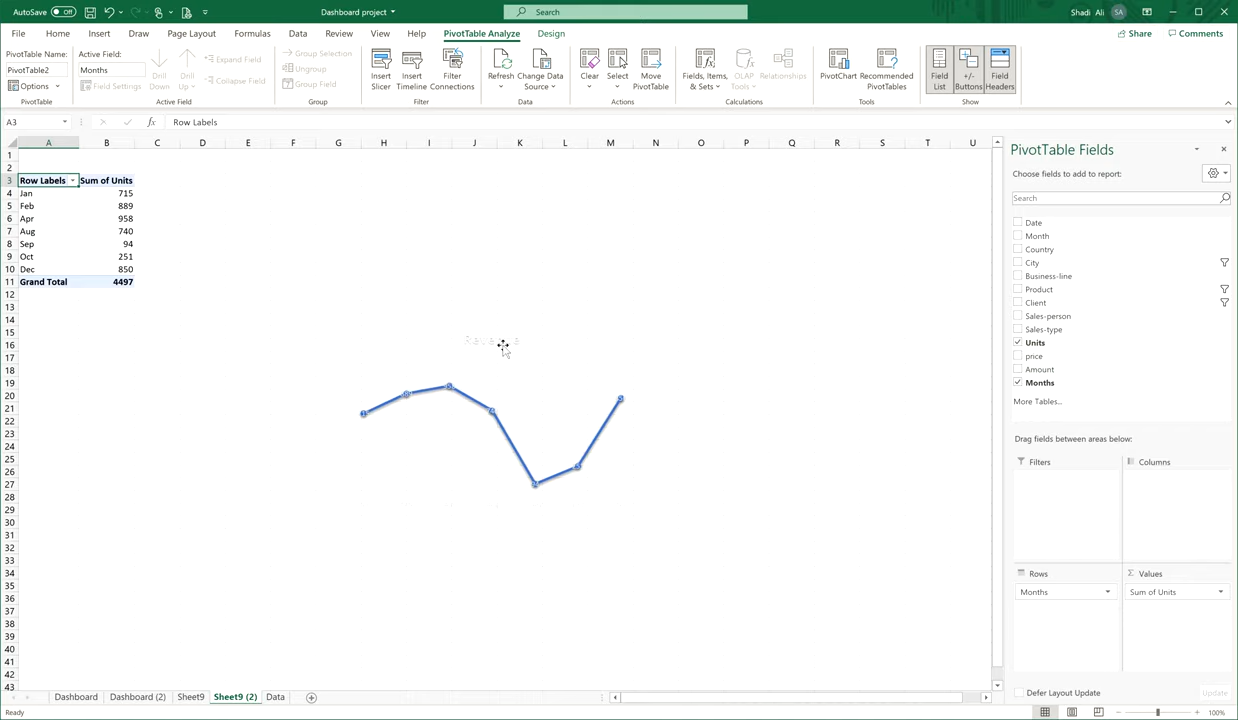 AutoSave Off Dashboard project Search Shadi Ali SA
File Home Insert Draw Page Layout Formulas Data Review View Help PivotTable Analyze Design Share Comments
PivotTable Name:
PivotTable2
Options
PivotTable
Active Field:
Months
Field Settings
Drill Down
Drill Up
Expand Field
Collapse Field
Active Field
Group Selection
Ungroup
Group Field
Group
Insert Slicer
Insert Timeline
Filter Connections
Filter
Refresh
Change Data Source
Data
Clear
Select
Move PivotTable
Actions
Fields, Items, & Sets
OLAP Tools
Relationships
Calculations
PivotChart
Recommended PivotTables
Tools
Field List
+/- Buttons
Field Headers
Show
A3 fx Row Labels
A B C D E F G H I J K L M N O P Q R S T U
1
2
3 Row Labels Sum of Units
4 Jan 715
5 Feb 889
6 Apr 958
7 Aug 740
8 Sep 94
9 Oct 251
10 Dec 850
11 Grand Total 4497
12
13
14
15
16
17
18
19
20
21
22
23
24
25
26
27
28
29
30
31
32
33
34
35
36
37
38
39
40
41
42
43
PivotTable Fields
Choose fields to add to report:
Search
Date
Month
Country
City
Business-line
Product
Client
Sales-person
Sales-type
Units
price
Amount
Months
More Tables...
Drag fields between areas below:
Filters
Columns
Rows
Months
Values
Sum of Units
Defer Layout Update Update
Dashboard Dashboard (2) Sheet9 Sheet9 (2) Data
Ready 100%